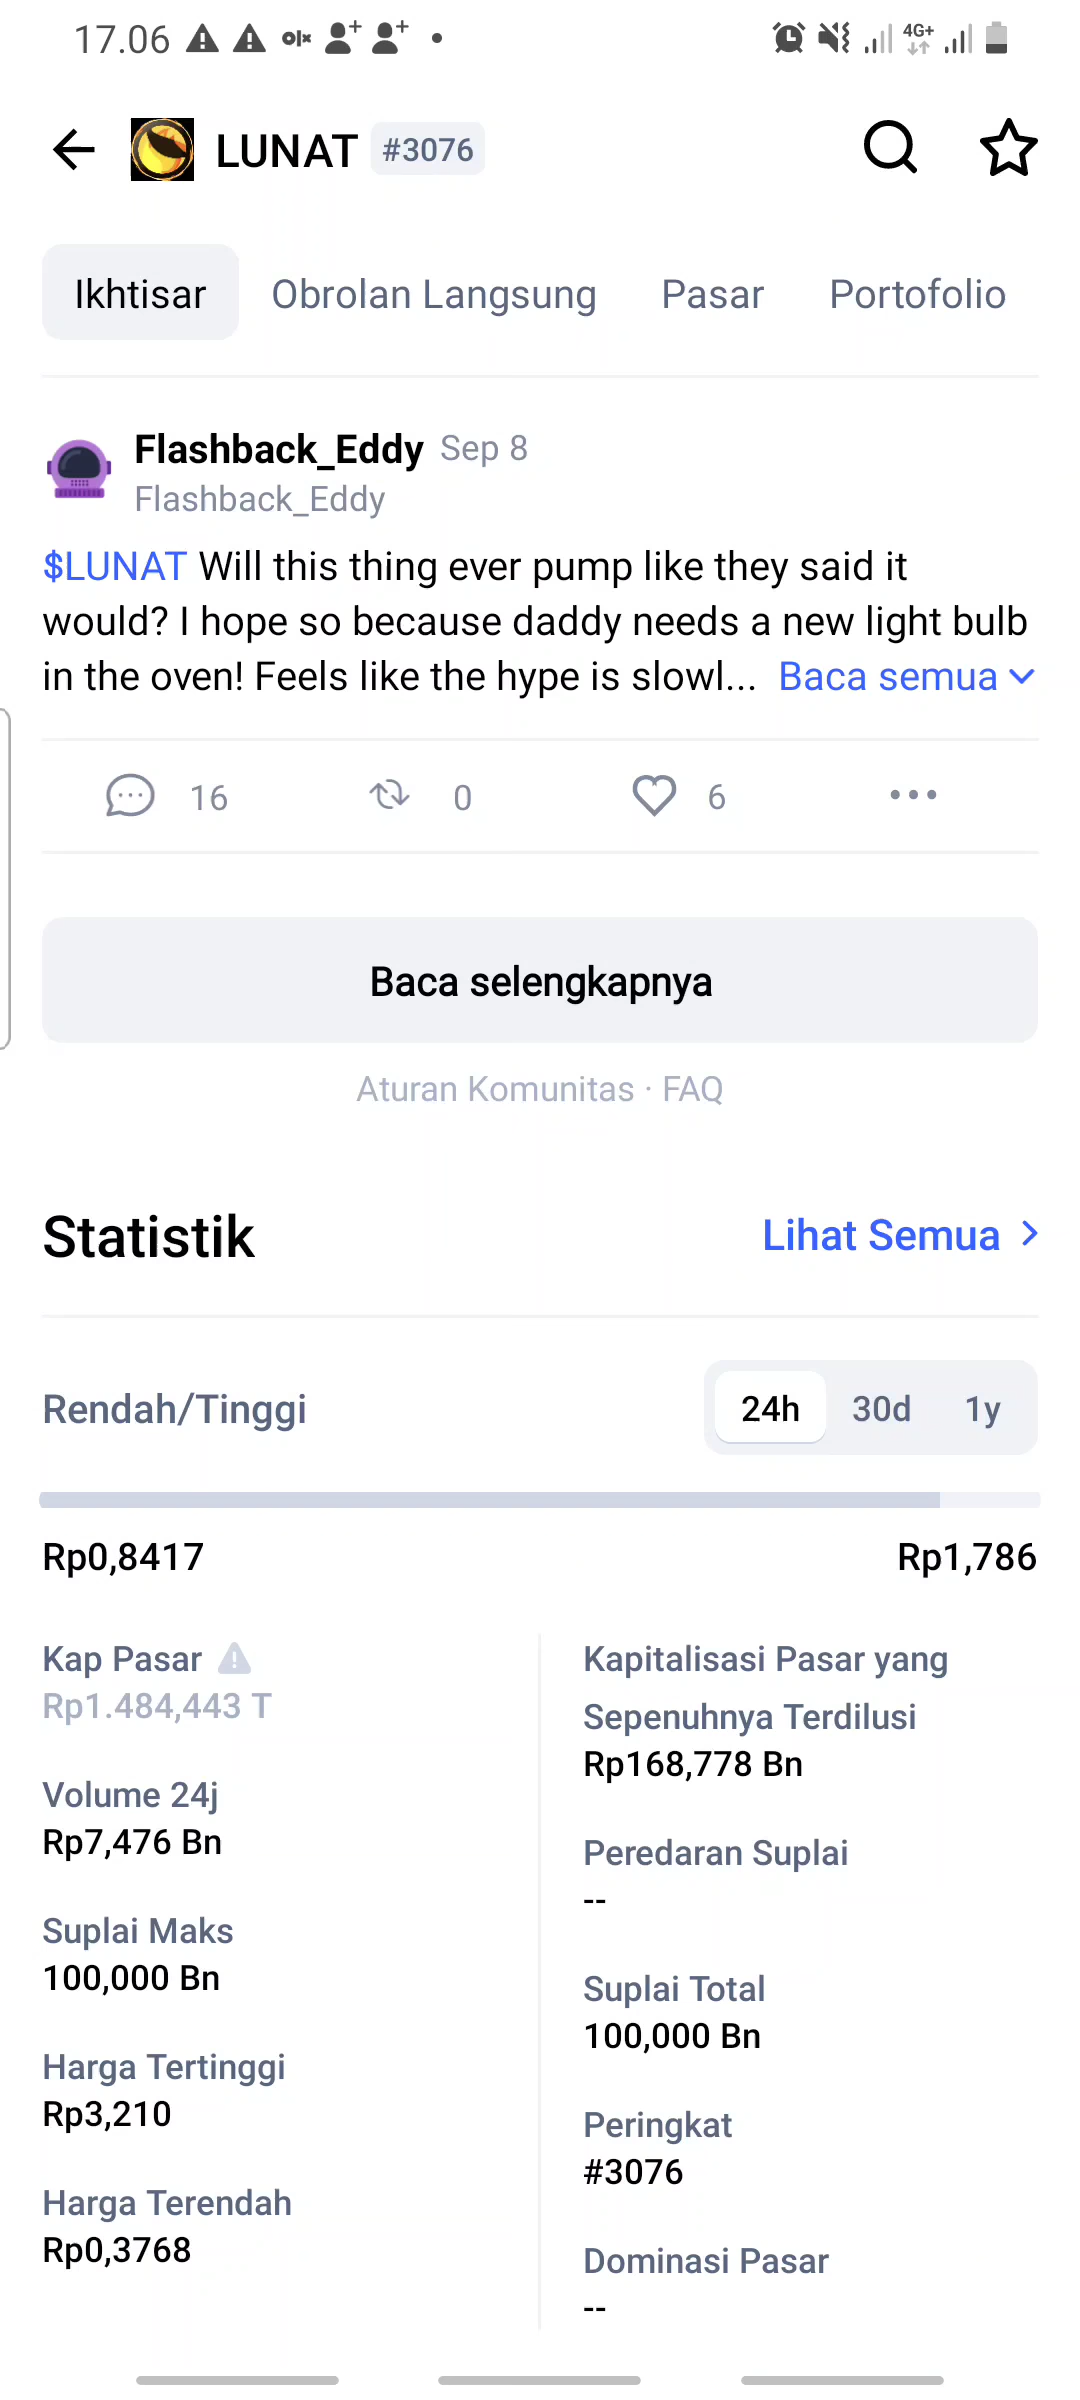 17.06
olx
4G+
LUNAT #3076
Ikhtisar Obrolan Langsung Pasar Portofolio
Flashback_Eddy Sep 8
Flashback_Eddy
$LUNAT Will this thing ever pump like they said it
would? I hope so because daddy needs a new light bulb
in the oven! Feels like the hype is slowl... Baca semua
16 0 6
Baca selengkapnya
Aturan Komunitas · FAQ
Statistik Lihat Semua
Rendah/Tinggi 24h 30d 1y
Rp0,8417 Rp1,786
Kap Pasar
Rp1.484,443 T
Volume 24j
Rp7,476 Bn
Suplai Maks
100,000 Bn
Harga Tertinggi
Rp3,210
Harga Terendah
Rp0,3768
Kapitalisasi Pasar yang
Sepenuhnya Terdilusi
Rp168,778 Bn
Peredaran Suplai
--
Suplai Total
100,000 Bn
Peringkat
#3076
Dominasi Pasar
--